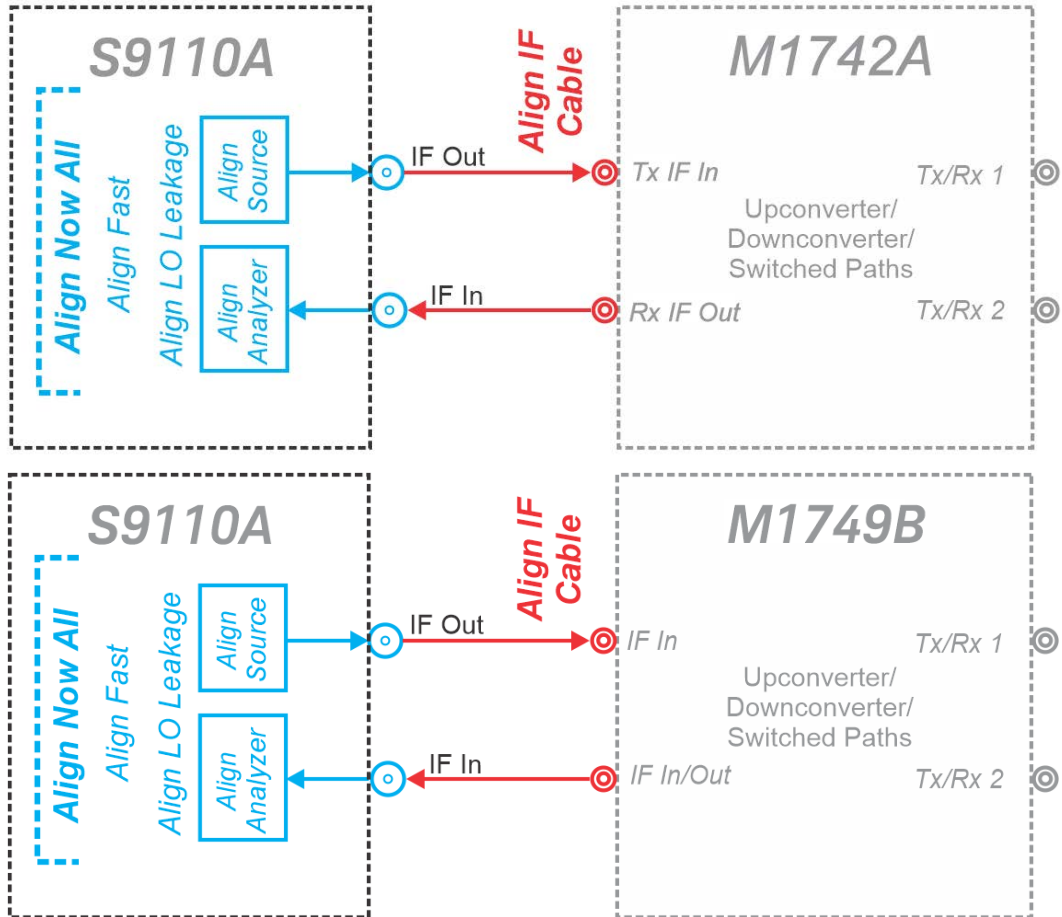 S9110A
Align Now All
Align Fast
Align LO Leakage
Align
Source
Align
Analyzer
IF Out
IF In
Align IF
Cable
M1742A
Tx IF In
Rx IF Out
Upconverter/
Downconverter/
Switched Paths
Tx/Rx 1
Tx/Rx 2
S9110A
Align Now All
Align Fast
Align LO Leakage
Align
Source
Align
Analyzer
IF Out
IF In
Align IF
Cable
M1749B
IF In
IF In/Out
Upconverter/
Downconverter/
Switched Paths
Tx/Rx 1
Tx/Rx 2